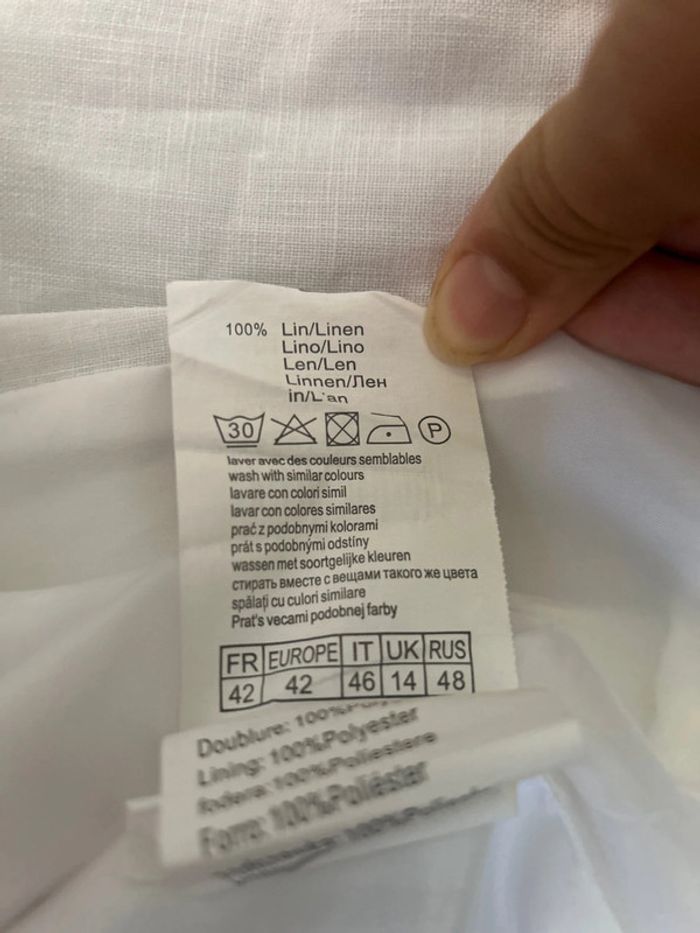 100% Lin/Linen
Lino/Lino
Len/Len
Linnen/Лен
in/L an
30
P
laver avec des couleurs semblables
wash with similar colours
lavare con colori simil
lavar con colores similares
prać z podobnymi kolorami
prát s podobnými odstíny
wassen met soortgelijke kleuren
стирать вместе с вещами такого же цвета
spălați cu culori similare
Prat's vecami podobnej farby
FR EUROPE IT UK RUS
42 42 46 14 48
Doublure: 100%
Lining: 100%Polyester
fodera: 100%Poliestere
Forro: 100%Poliéster